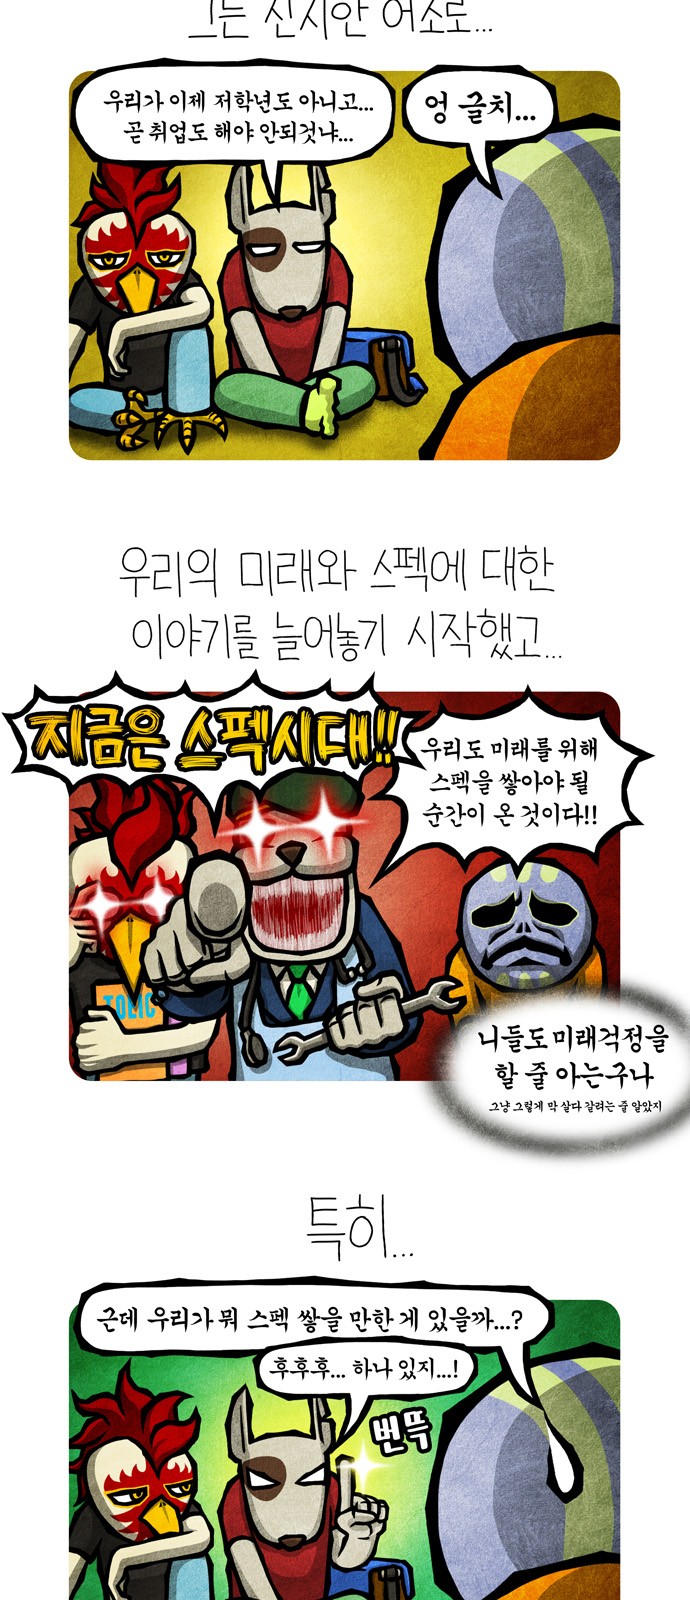 그는 진지한 어조로...
우리가 이제 저학년도 아니고...
곧 취업도 해야 안되것냐...
엉 글치...
우리의 미래와 스펙에 대한
이야기를 늘어놓기 시작했고...
지금은 스펙시대!!
우리도 미래를 위해
스펙을 쌓아야 될
순간이 온 것이다!!
TOEIC
니들도 미래걱정을
할 줄 아는구나
그냥 그렇게 막 살다 갈려는 줄 알았지
특히...
근데 우리가 뭐 스펙 쌓을 만한 게 있을까...?
후후후... 하나 있지...!
번뜩